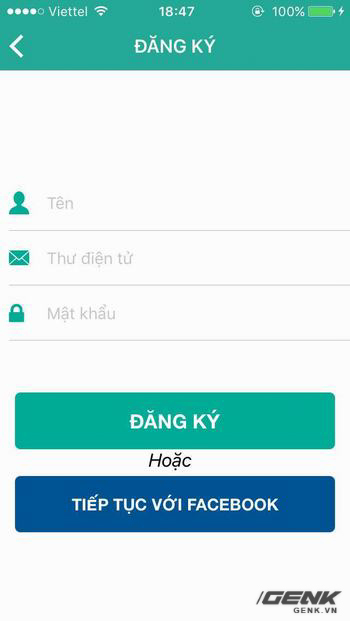 Viettel 18:47 100%
ĐĂNG KÝ
Tên
Thư điện tử
Mật khẩu
ĐĂNG KÝ
Hoặc
TIẾP TỤC VỚI FACEBOOK
GENK
GENK.VN